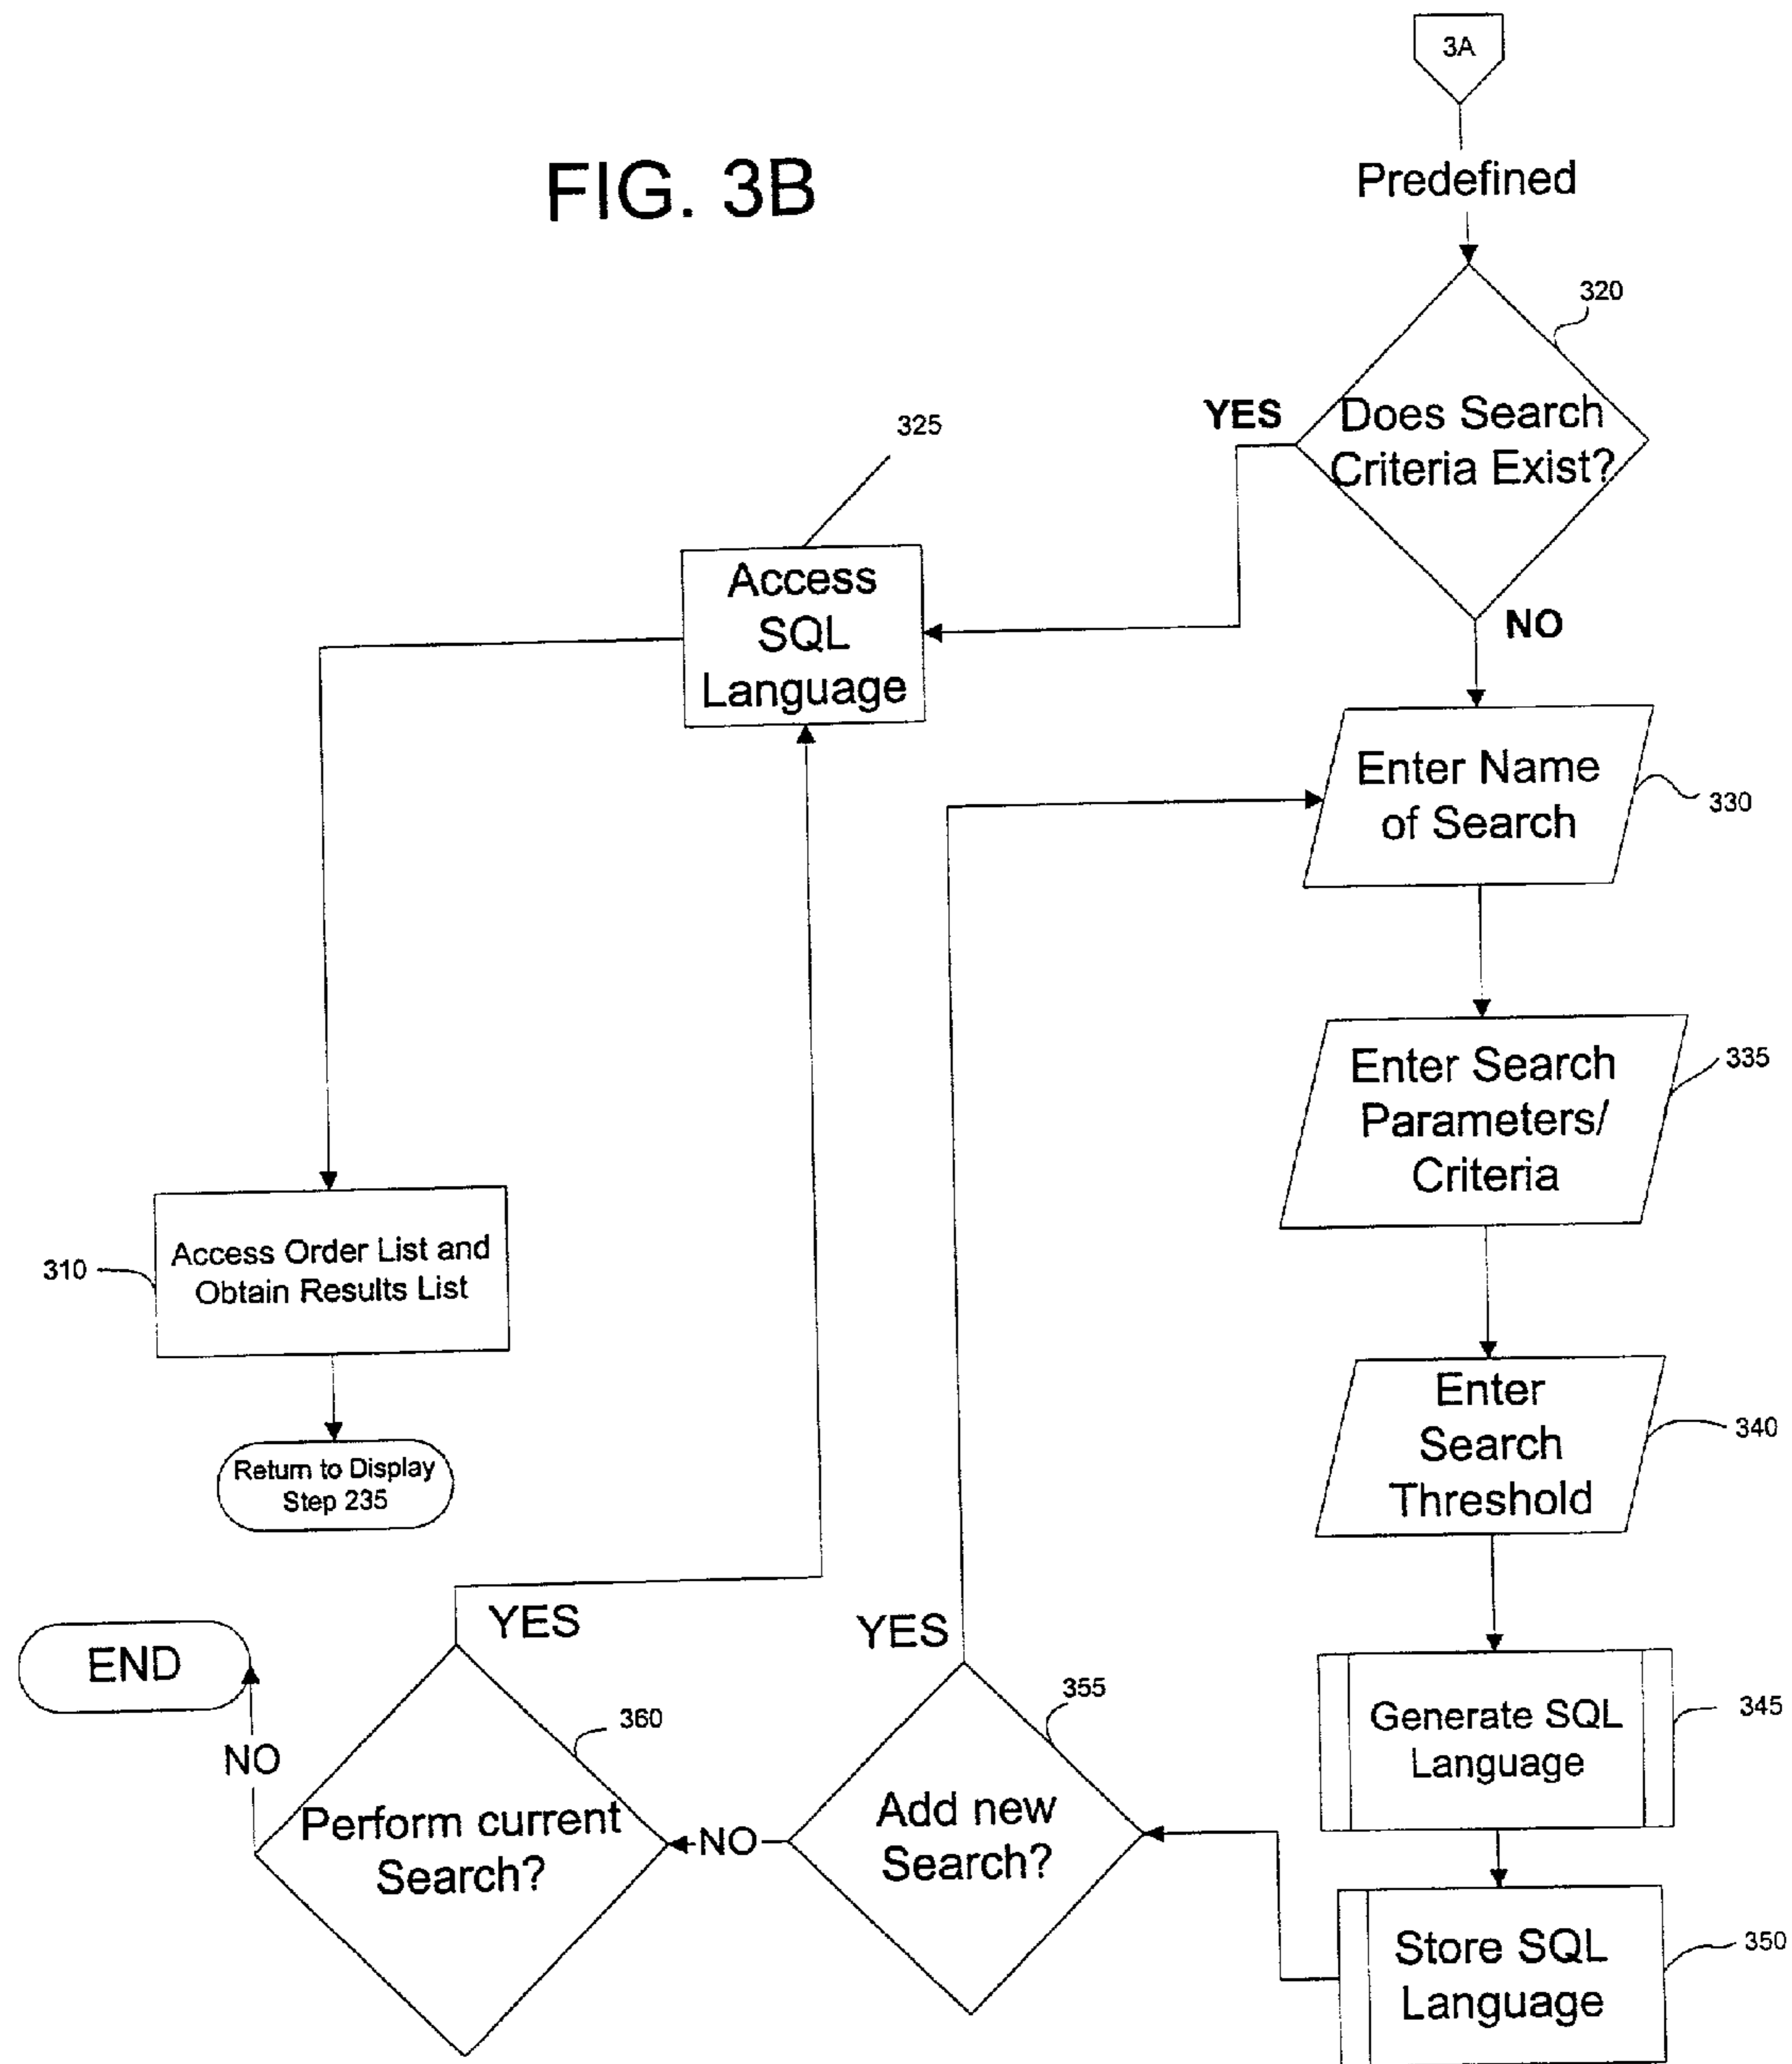 3A
FIG. 3B
Predefined
320
YES
Does Search
Criteria Exist?
325
Access
SQL
Language
NO
Enter Name
of Search
330
Enter Search
Parameters/
Criteria
335
310
Access Order List and
Obtain Results List
Enter
Search
Threshold
340
Return to Display
Step 235
END
YES
YES
NO
360
355
Generate SQL
Language
345
Perform current
Search?
NO
Add new
Search?
Store SQL
Language
350